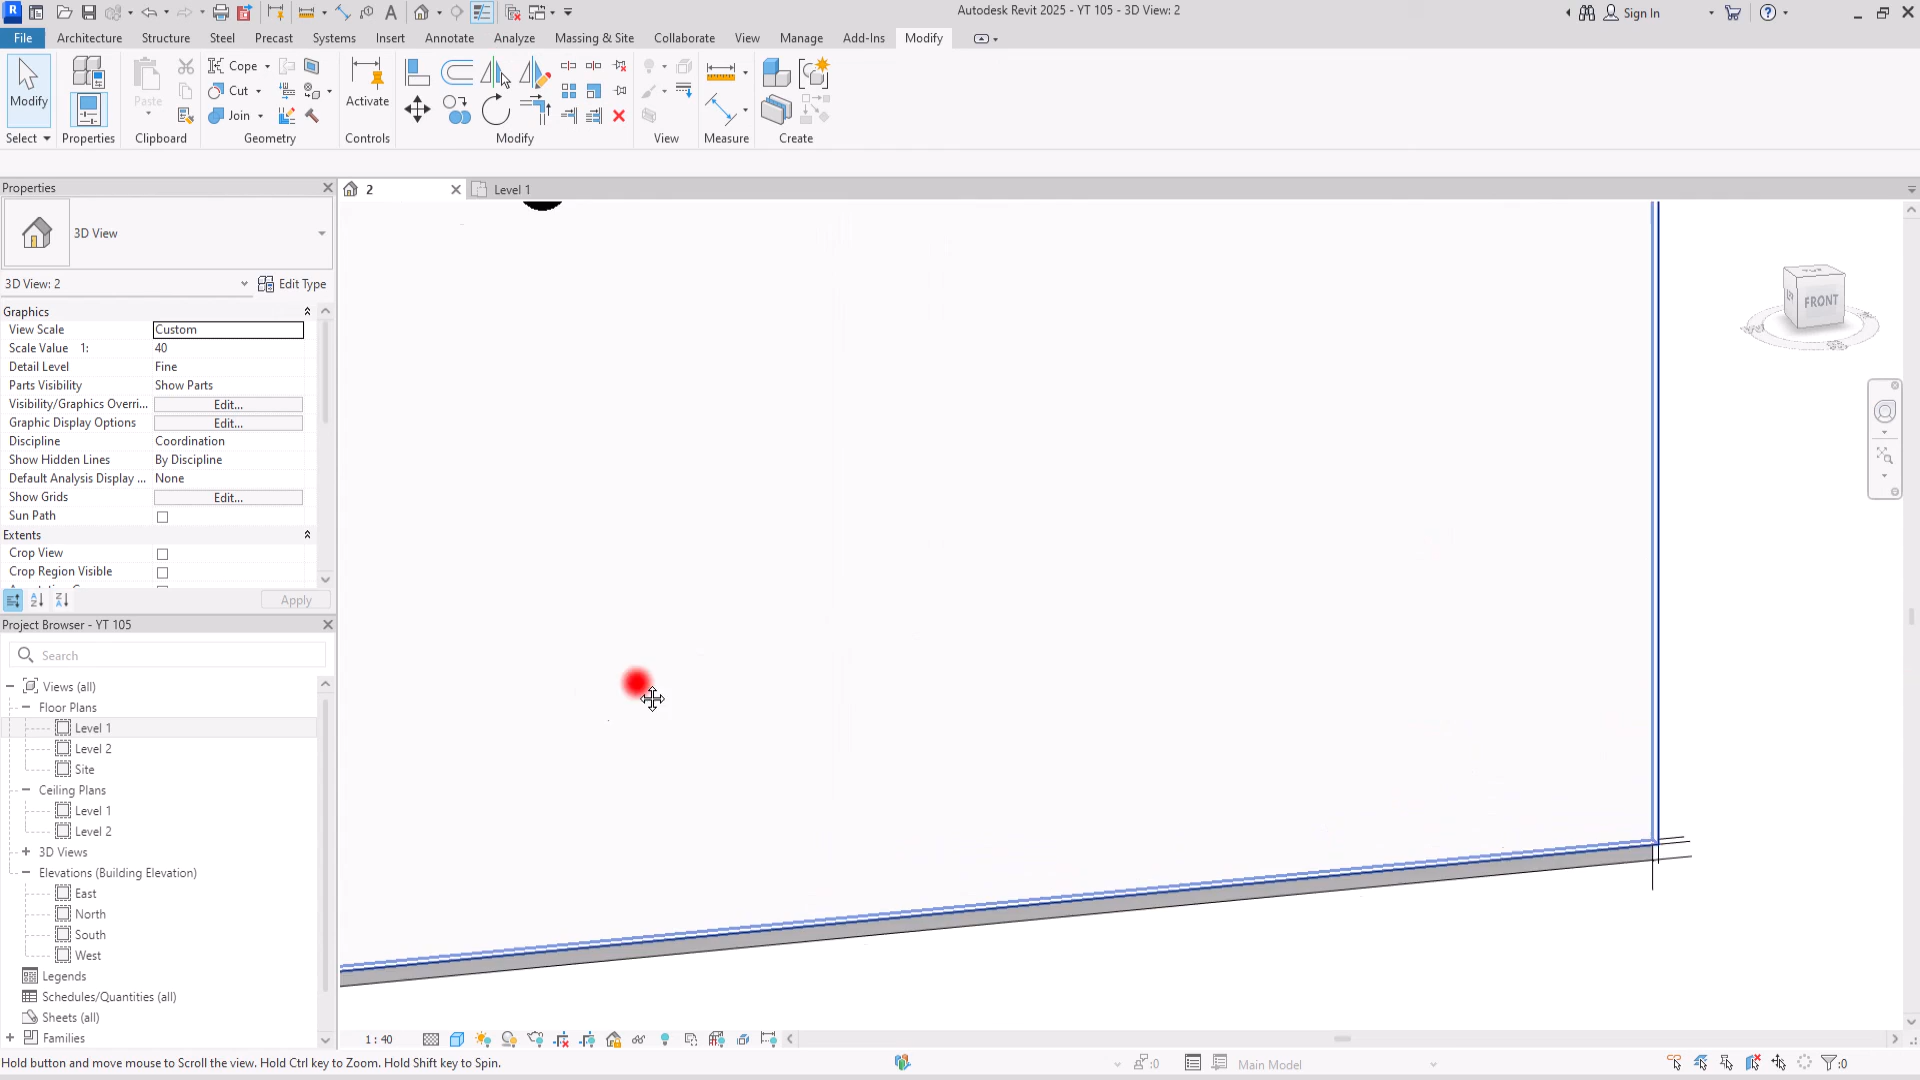 Autodesk Revit 2025 - YT 105 - 3D View: 2
Sign In
File Architecture Structure Steel Precast Systems Insert Annotate Analyze Massing & Site Collaborate View Manage Add-Ins Modify
Modify
Select
Properties
Paste
Clipboard
Cope
Cut
Join
Geometry
Activate
Controls
Modify
View
Measure
Create
Properties
3D View
3D View: 2
Edit Type
Graphics
View Scale Custom
Scale Value 1: 40
Detail Level Fine
Parts Visibility Show Parts
Visibility/Graphics Overri... Edit...
Graphic Display Options Edit...
Discipline Coordination
Show Hidden Lines By Discipline
Default Analysis Display ... None
Show Grids Edit...
Sun Path
Extents
Crop View
Crop Region Visible
Apply
Project Browser - YT 105
Search
Views (all)
Floor Plans
Level 1
Level 2
Site
Ceiling Plans
Level 1
Level 2
3D Views
Elevations (Building Elevation)
East
North
South
West
Legends
Schedules/Quantities (all)
Sheets (all)
Families
2
Level 1
FRONT
1 : 40
Hold button and move mouse to Scroll the view. Hold Ctrl key to Zoom. Hold Shift key to Spin.
:0
Main Model
:0